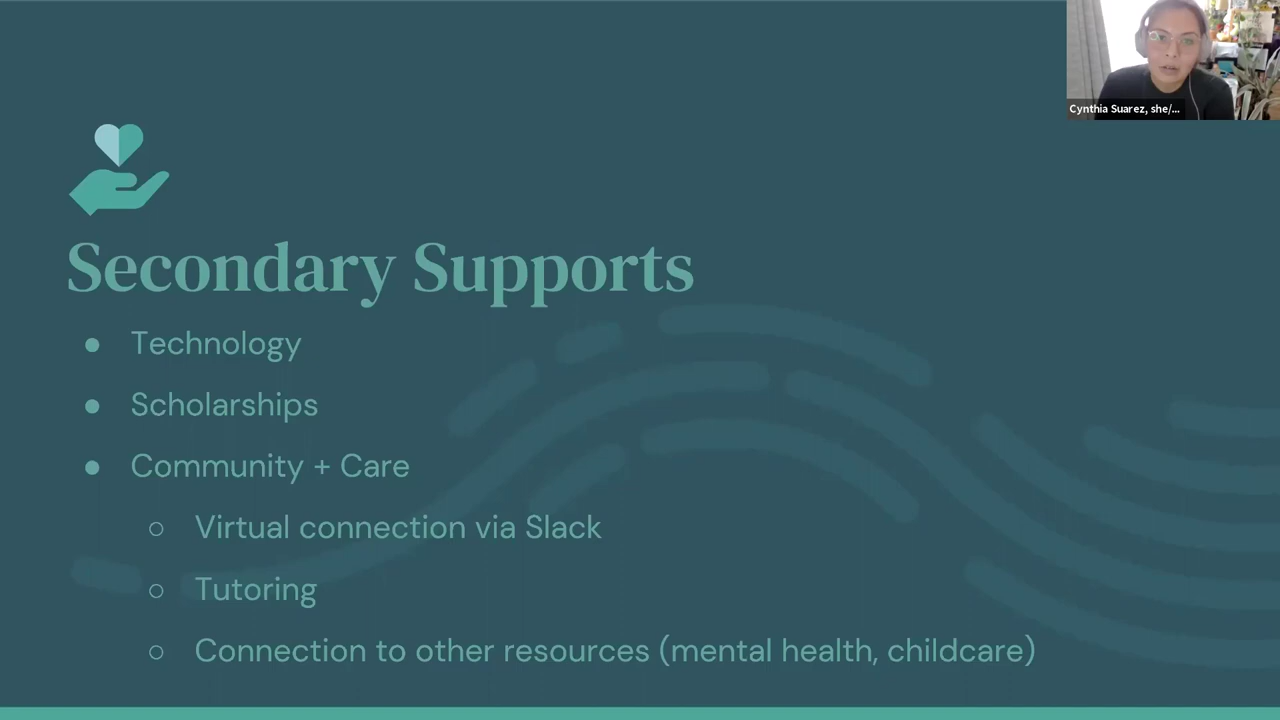 Cynthia Suarez, she/...
Secondary Supports
● Technology
● Scholarships
● Community + Care
○ Virtual connection via Slack
○ Tutoring
○ Connection to other resources (mental health, childcare)